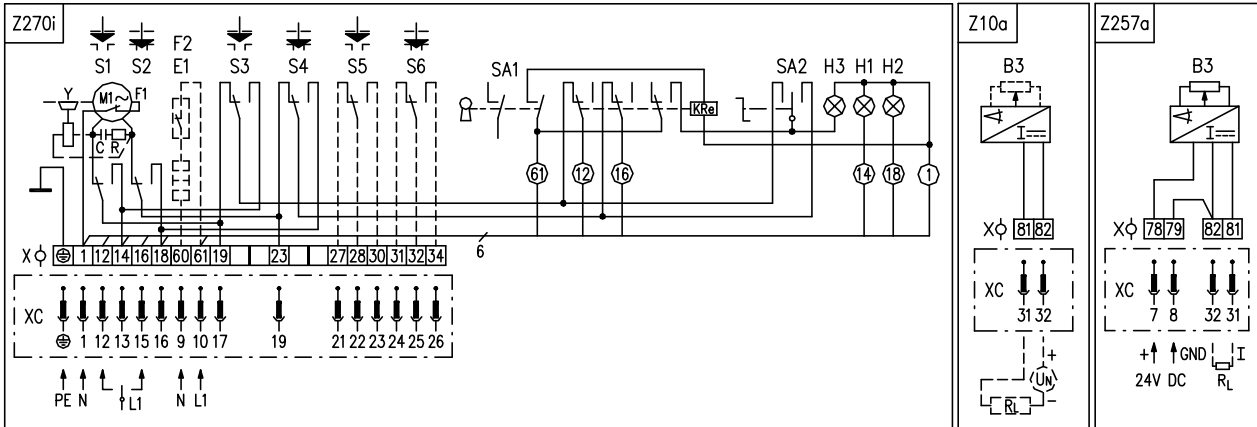 Z270i
Z10a
Z257a
F2
E1
S1 S2 S3 S4 S5 S6
SA1
SA2 H3 H1 H2
B3
B3
Y
M1 ~
F1
KRe
C R
I
I
61 12 16 14 18 1
6
X 1 12 14 16 18 60 61 19 23 27 28 30 31 32 34
X 81 82
X 78 79 82 81
XC
1 12 13 15 16 9 10 17 19 21 22 23 24 25 26
XC
31 32
XC
7 8 32 31
PE N L1 N L1
+
UN
−
RL
+ GND I
24V DC RL